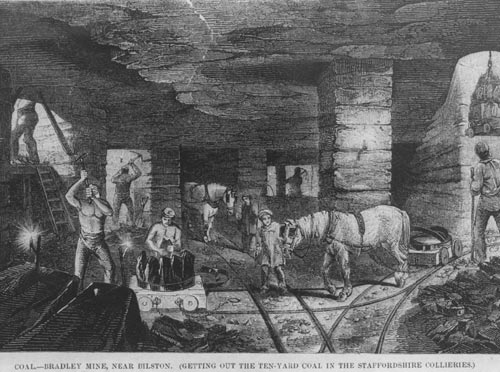 COAL.—BRADLEY MINE, NEAR BILSTON. (GETTING OUT THE TEN-YARD COAL IN THE STAFFORDSHIRE COLLIERIES.)